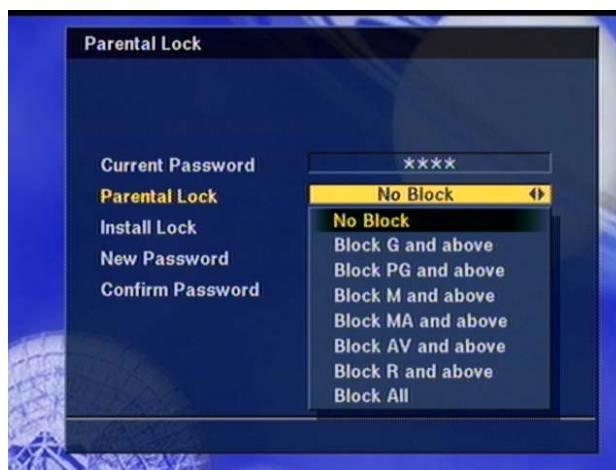 Parental Lock
Current Password ****
Parental Lock No Block
Install Lock
New Password
Confirm Password
No Block
Block G and above
Block PG and above
Block M and above
Block MA and above
Block AV and above
Block R and above
Block All